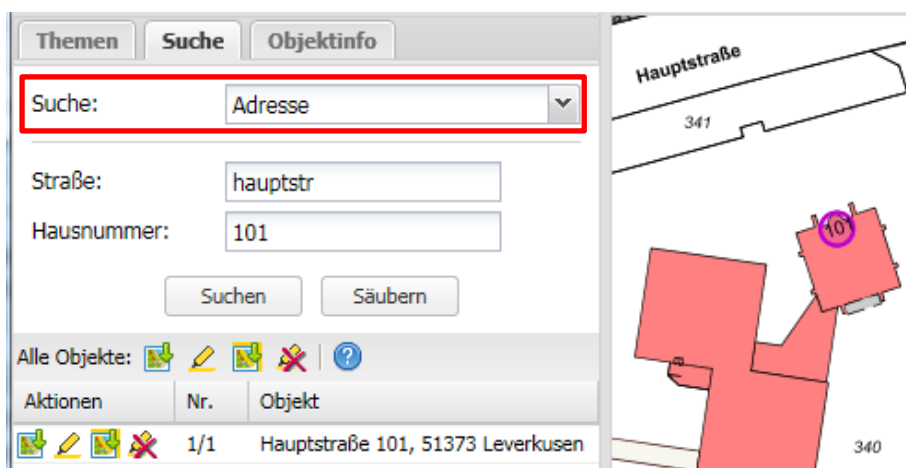 Themen Suche Objektinfo
Suche: Adresse
Straße: hauptstr
Hausnummer: 101
Suchen Säubern
Alle Objekte:
Aktionen Nr. Objekt
1/1 Hauptstraße 101, 51373 Leverkusen
Hauptstraße
341
101
340